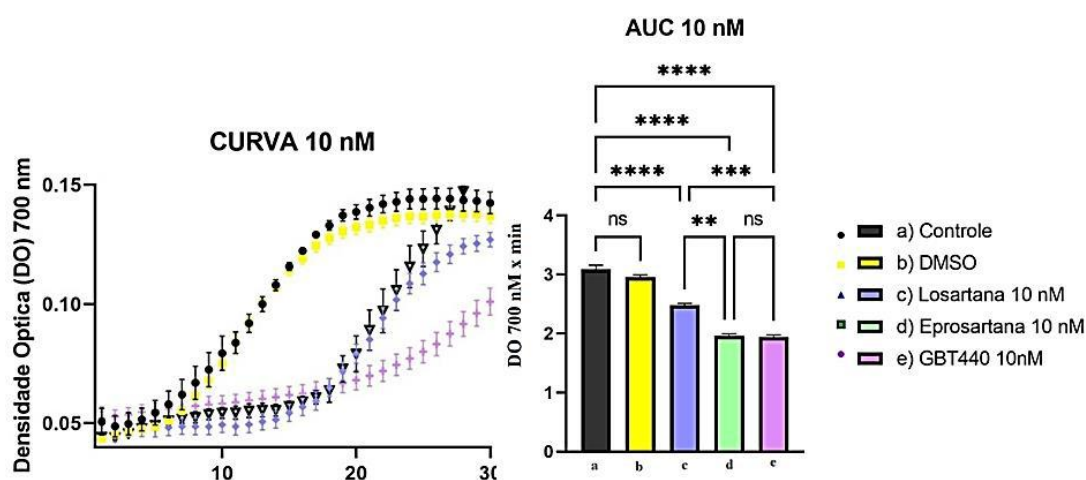 AUC 10 nM
****
****
CURVA 10 nM
**** ***
ns ** ns
Densidade Optica (DO) 700 nm
0.15
0.10
0.05
10 20 30
DO 700 nM x min
4
3
2
1
0
a b c d e
a) Controle
b) DMSO
c) Losartana 10 nM
d) Eprosartana 10 nM
e) GBT440 10nM